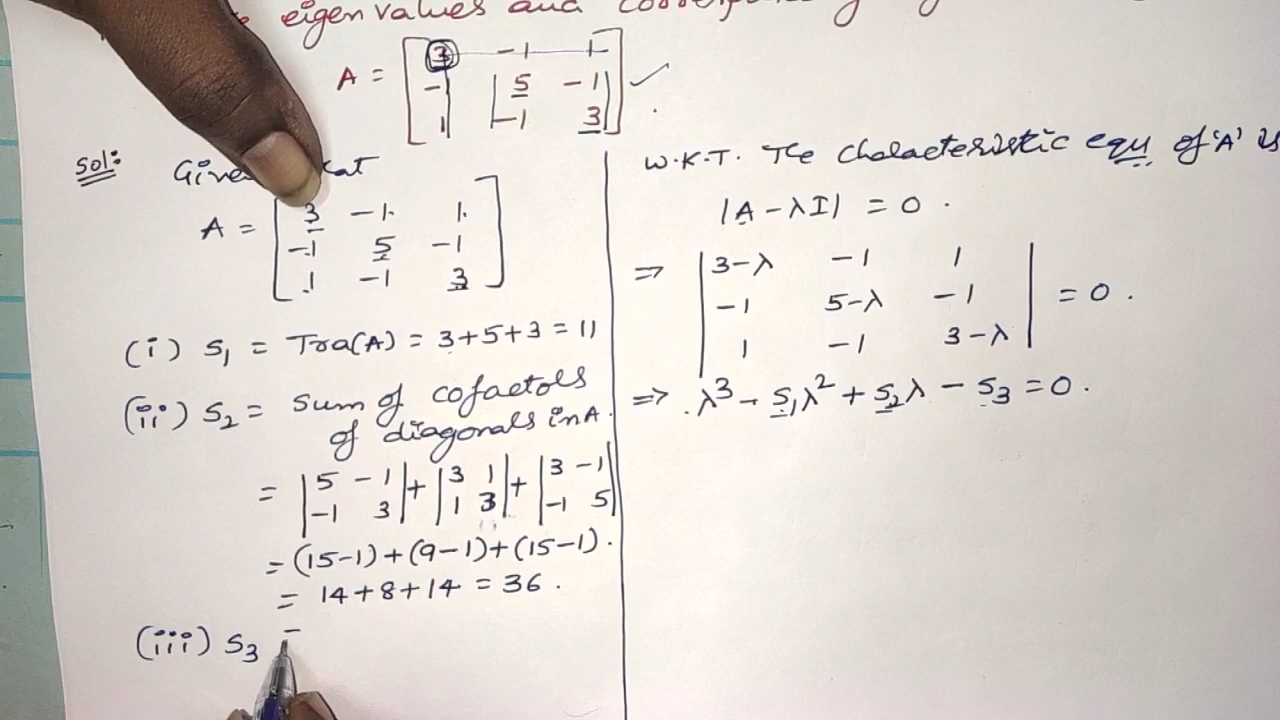 eigen values and
A = [ 3 -1 1
- 5 -1
1 -1 3 ] ✓
Sol:
A = [ 3 -1 1
-1 5 -1
1 -1 3 ]
(i) S₁ = Tra(A) = 3+5+3 = 11
(ii) S₂ = Sum of cofactors
of diagonals in A.
= |5 -1| + |3 1| + |3 -1|
|-1 3| |1 3| |-1 5|
= (15-1)+(9-1)+(15-1).
= 14+8+14 = 36.
(iii) S₃ =
W.K.T. The characteristic equ of 'A' is
|A-λI| = 0.
⇒ | 3-λ -1 1 |
| -1 5-λ -1 | = 0.
| 1 -1 3-λ |
⇒ λ³ - S₁λ² + S₂λ - S₃ = 0.